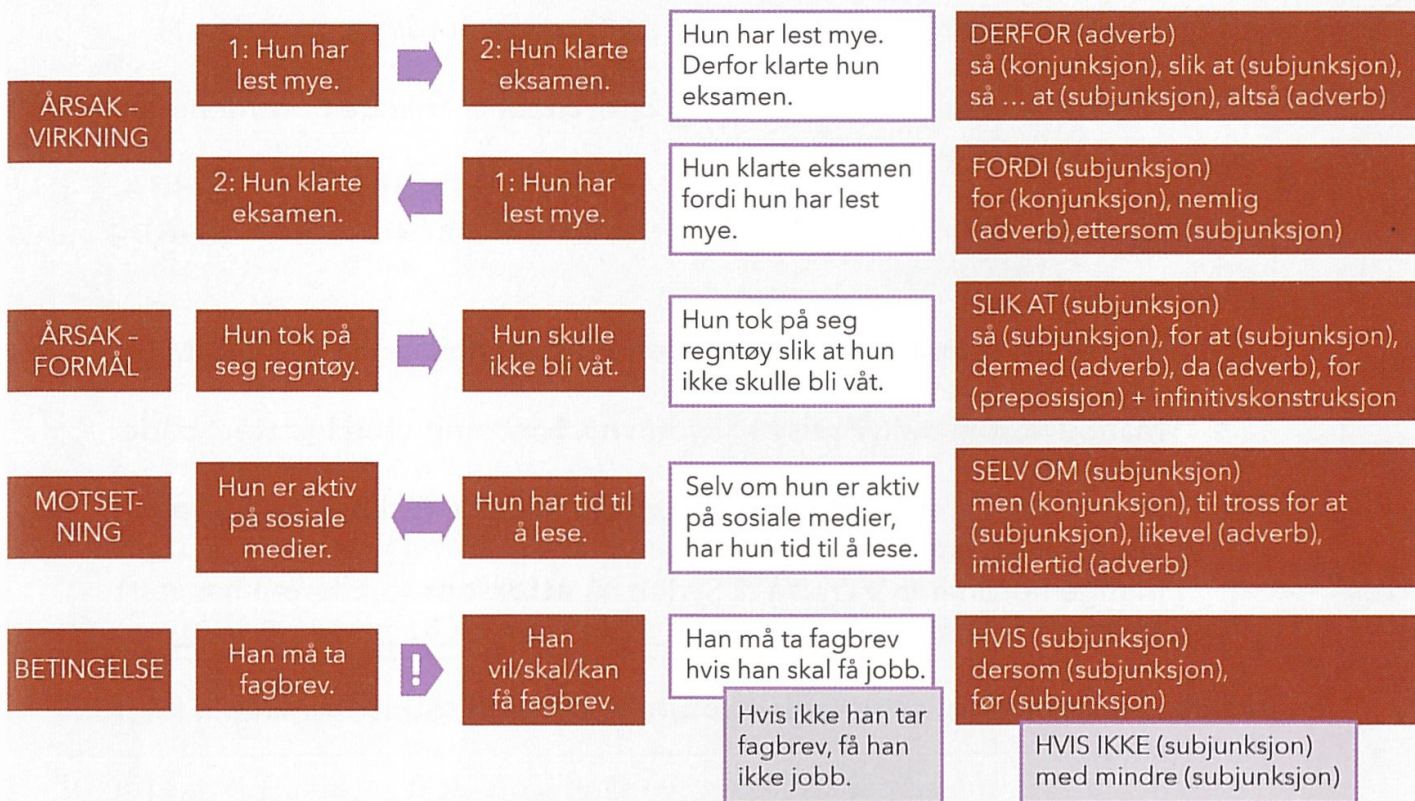 ÅRSAK –
VIRKNING
1: Hun har
lest mye.
2: Hun klarte
eksamen.
Hun har lest mye.
Derfor klarte hun
eksamen.
DERFOR (adverb)
så (konjunksjon), slik at (subjunksjon),
så ... at (subjunksjon), altså (adverb)
2: Hun klarte
eksamen.
1: Hun har
lest mye.
Hun klarte eksamen
fordi hun har lest
mye.
FORDI (subjunksjon)
for (konjunksjon), nemlig
(adverb),ettersom (subjunksjon)
ÅRSAK –
FORMÅL
Hun tok på
seg regntøy.
Hun skulle
ikke bli våt.
Hun tok på seg
regntøy slik at hun
ikke skulle bli våt.
SLIK AT (subjunksjon)
så (subjunksjon), for at (subjunksjon),
dermed (adverb), da (adverb), for
(preposisjon) + infinitivskonstruksjon
MOTSET-
NING
Hun er aktiv
på sosiale
medier.
Hun har tid til
å lese.
Selv om hun er aktiv
på sosiale medier,
har hun tid til å lese.
SELV OM (subjunksjon)
men (konjunksjon), til tross for at
(subjunksjon), likevel (adverb),
imidlertid (adverb)
BETINGELSE
Han må ta
fagbrev.
!
Han
vil/skal/kan
få fagbrev.
Han må ta fagbrev
hvis han skal få jobb.
HVIS (subjunksjon)
dersom (subjunksjon),
før (subjunksjon)
Hvis ikke han tar
fagbrev, få han
ikke jobb.
HVIS IKKE (subjunksjon)
med mindre (subjunksjon)